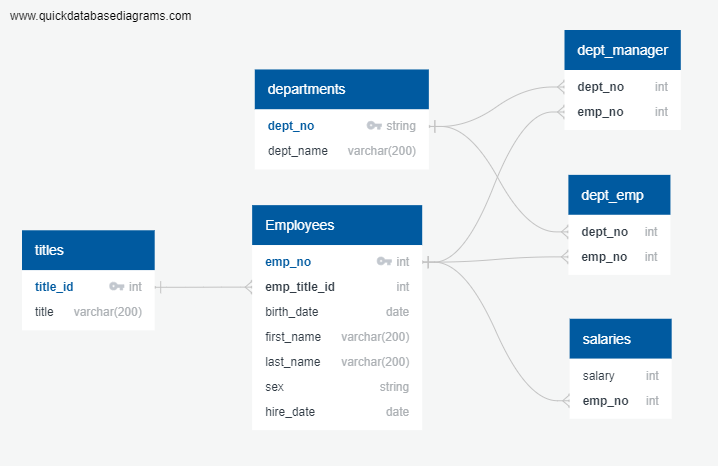 www.quickdatabasediagrams.com
dept_manager
dept_no int
emp_no int
departments
dept_no string
dept_name varchar(200)
dept_emp
dept_no int
emp_no int
Employees
emp_no int
emp_title_id int
birth_date date
first_name varchar(200)
last_name varchar(200)
sex string
hire_date date
titles
title_id int
title varchar(200)
salaries
salary int
emp_no int